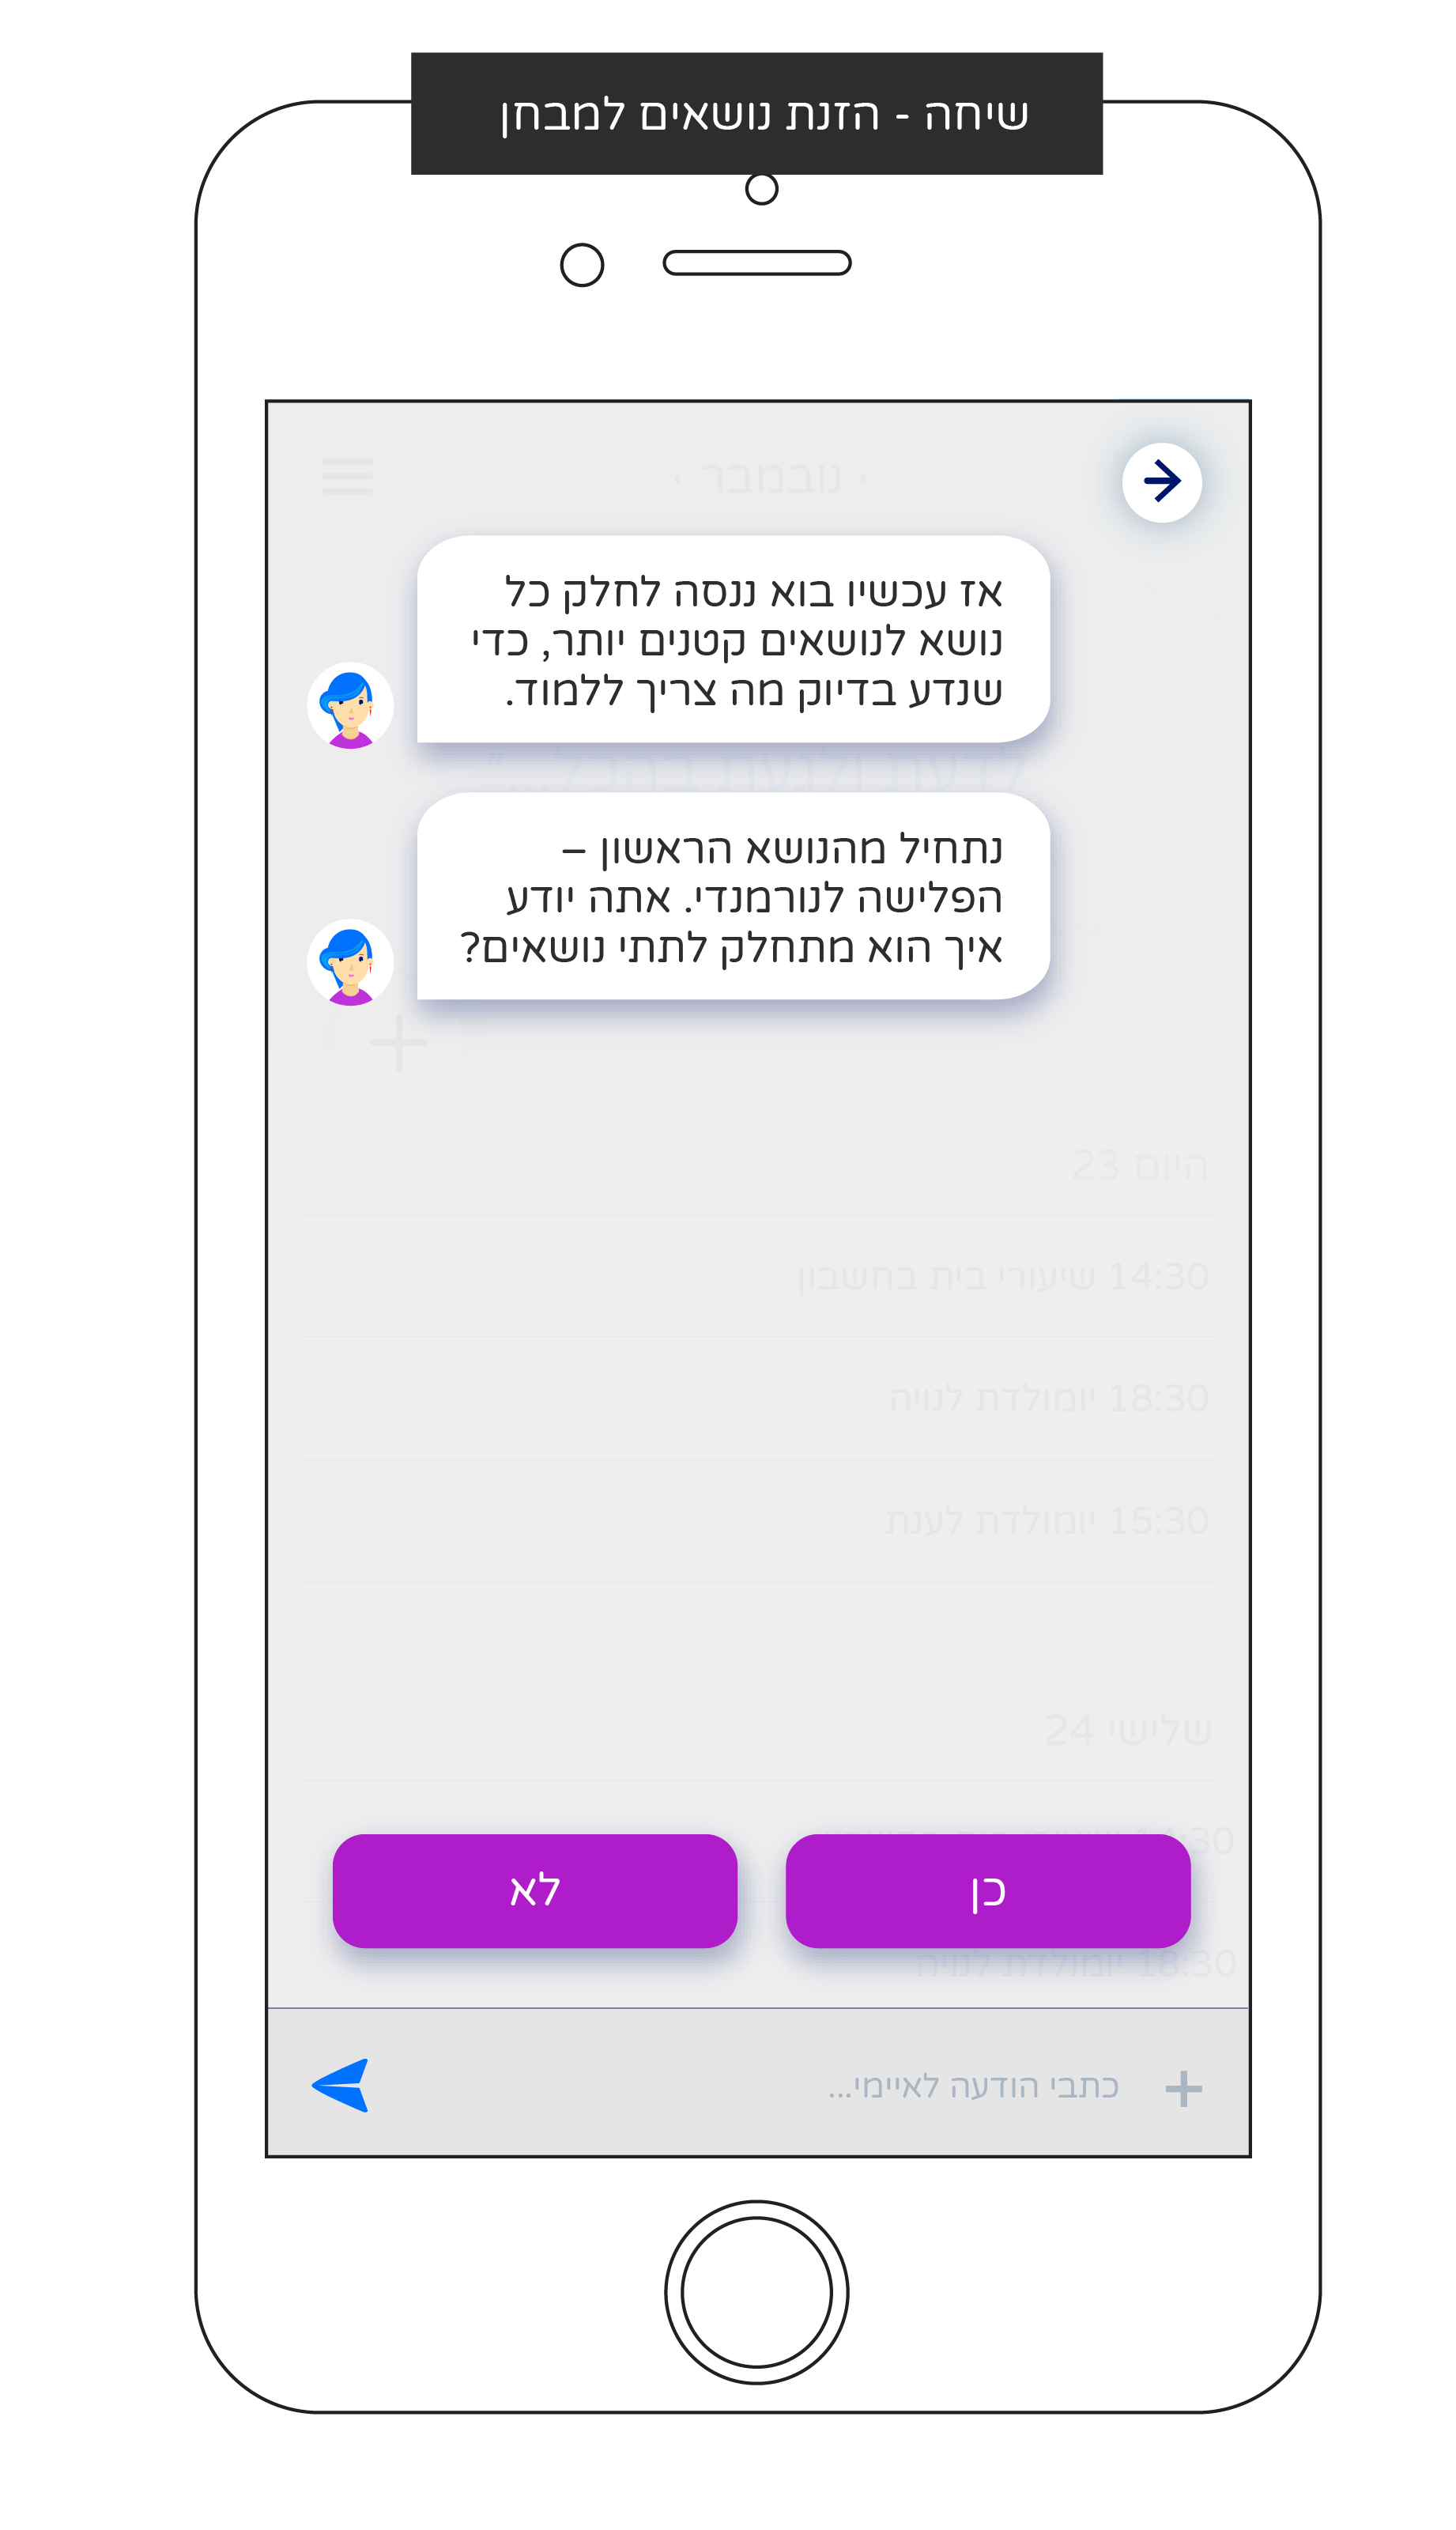 שיחה - הזנת נושאים למבחן
נובמבר
אז עכשיו בוא ננסה לחלק כל
נושא לנושאים קטנים יותר, כדי
שנדע בדיוק מה צריך ללמוד.
לדעת ולגעת בהכל..."
נתחיל מהנושא הראשון –
הפלישה לנורמנדי. אתה יודע
איך הוא מתחלק לתתי נושאים?
היום 23
14:30 שיעורי בית בחשבון
18:30 יומולדת לנויה
15:30 יומולדת לענת
שלישי 24
כן
לא
18:30 יומולדת לנויה
כתבי הודעה לאיימי...